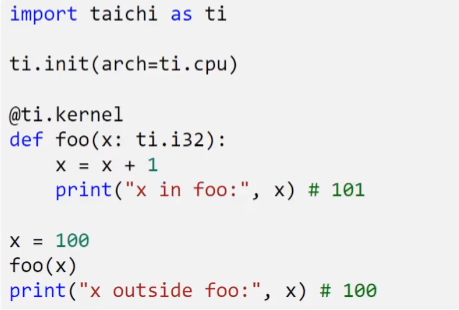 import taichi as ti
ti.init(arch=ti.cpu)
@ti.kernel
def foo(x: ti.i32):
    x = x + 1
    print("x in foo:", x) # 101
x = 100
foo(x)
print("x outside foo:", x) # 100